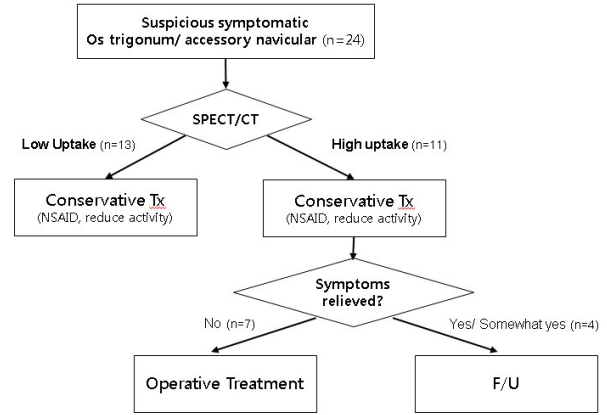 Suspicious symptomatic
Os trigonum/ accessory navicular (n=24)
SPECT/CT
Low Uptake (n=13)
High uptake (n=11)
Conservative Tx
(NSAID, reduce activity)
Conservative Tx
(NSAID, reduce activity)
Symptoms
relieved?
No (n=7)
Yes/ Somewhat yes (n=4)
Operative Treatment
F/U